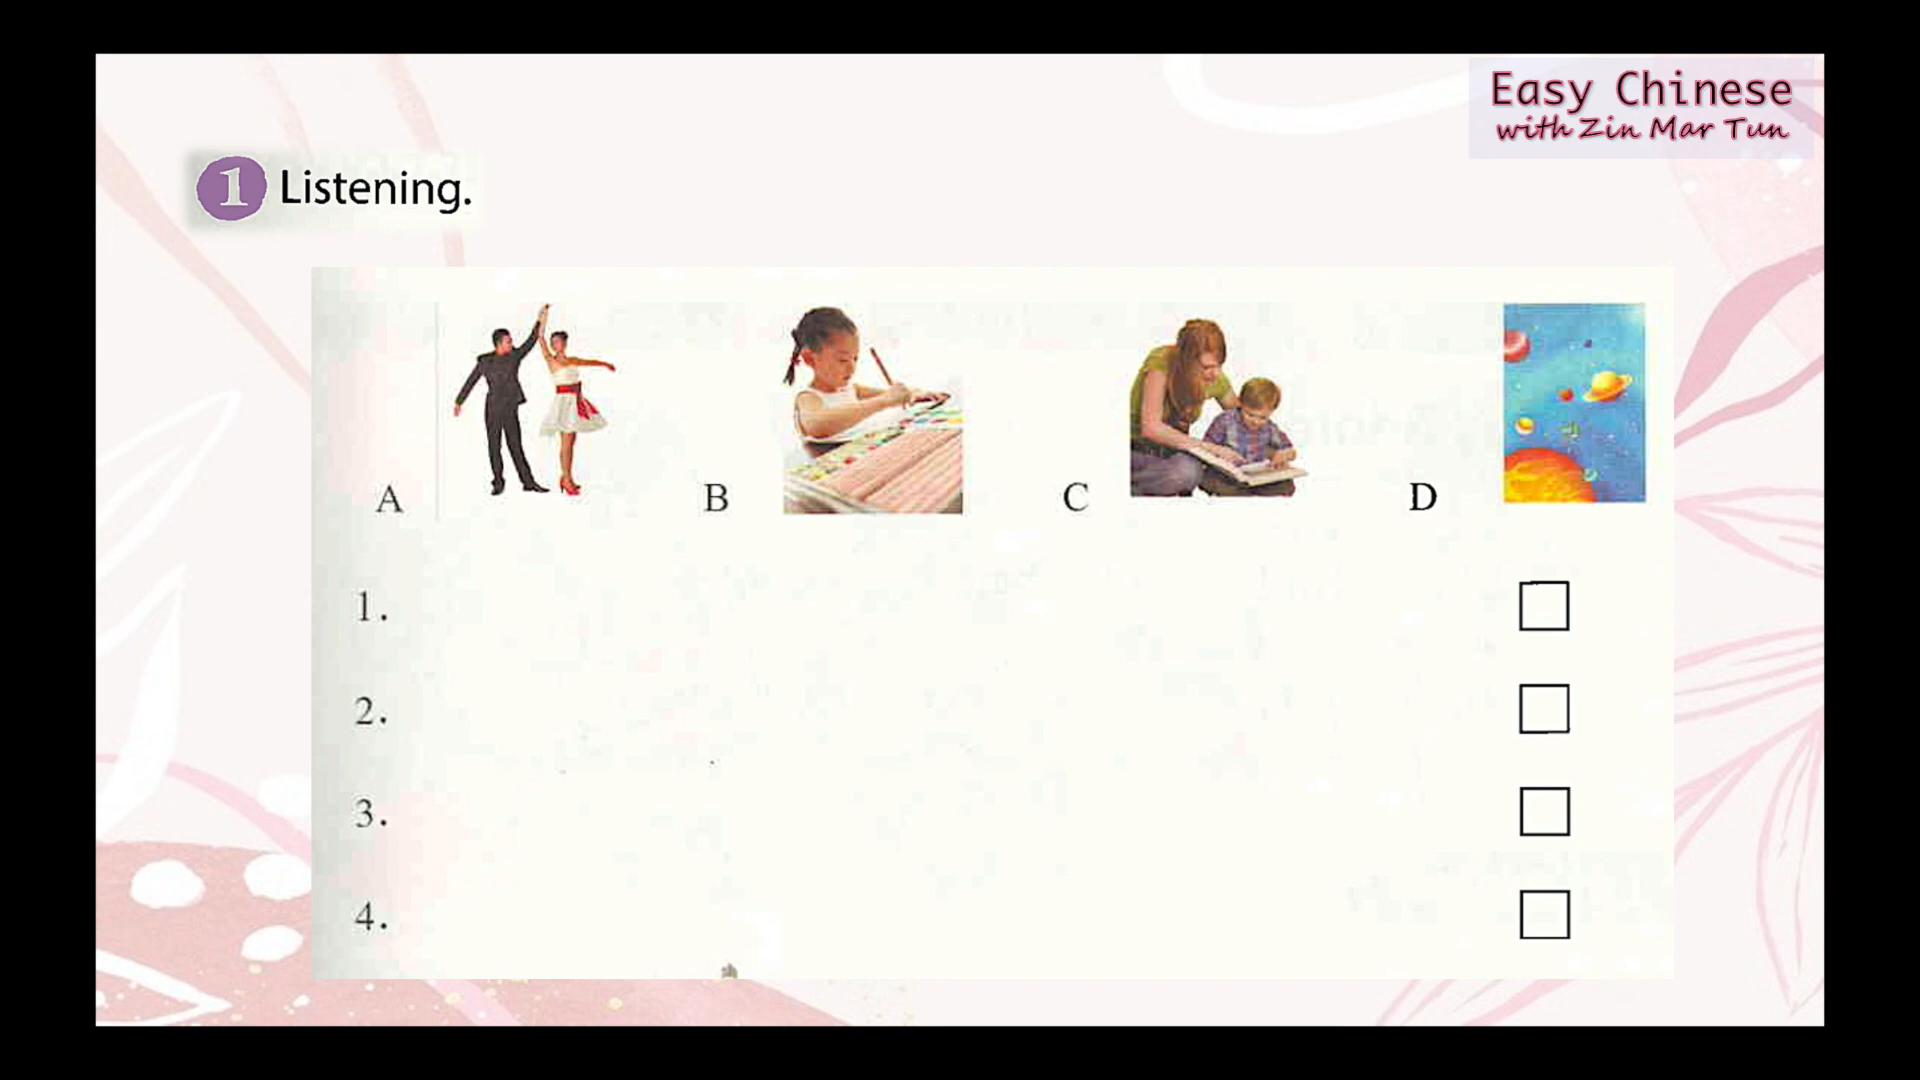 Easy Chinese
with Zin Mar Tun
1 Listening.
A
B
C
D
1.
2.
3.
4.